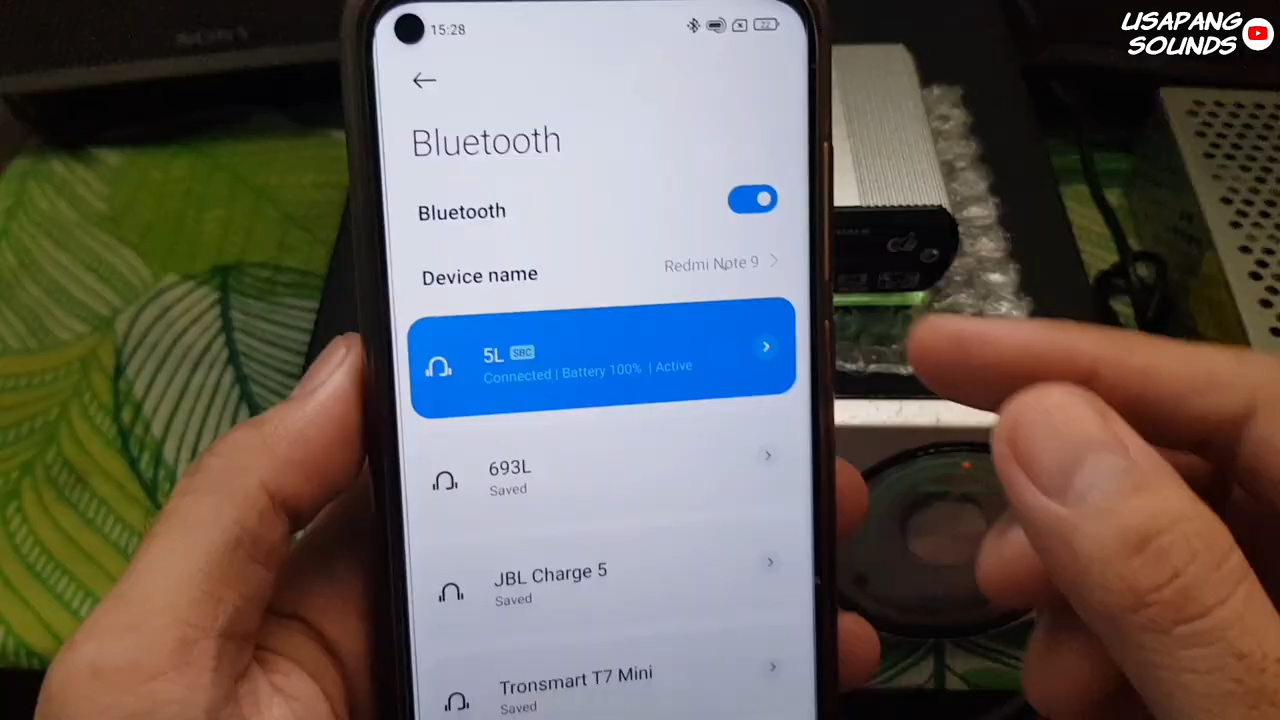 USAPANG
SOUNDS
15:28
22
Bluetooth
Bluetooth
Device name
Redmi Note 9
5L SBC
Connected | Battery 100% | Active
693L
Saved
JBL Charge 5
Saved
Tronsmart T7 Mini
Saved